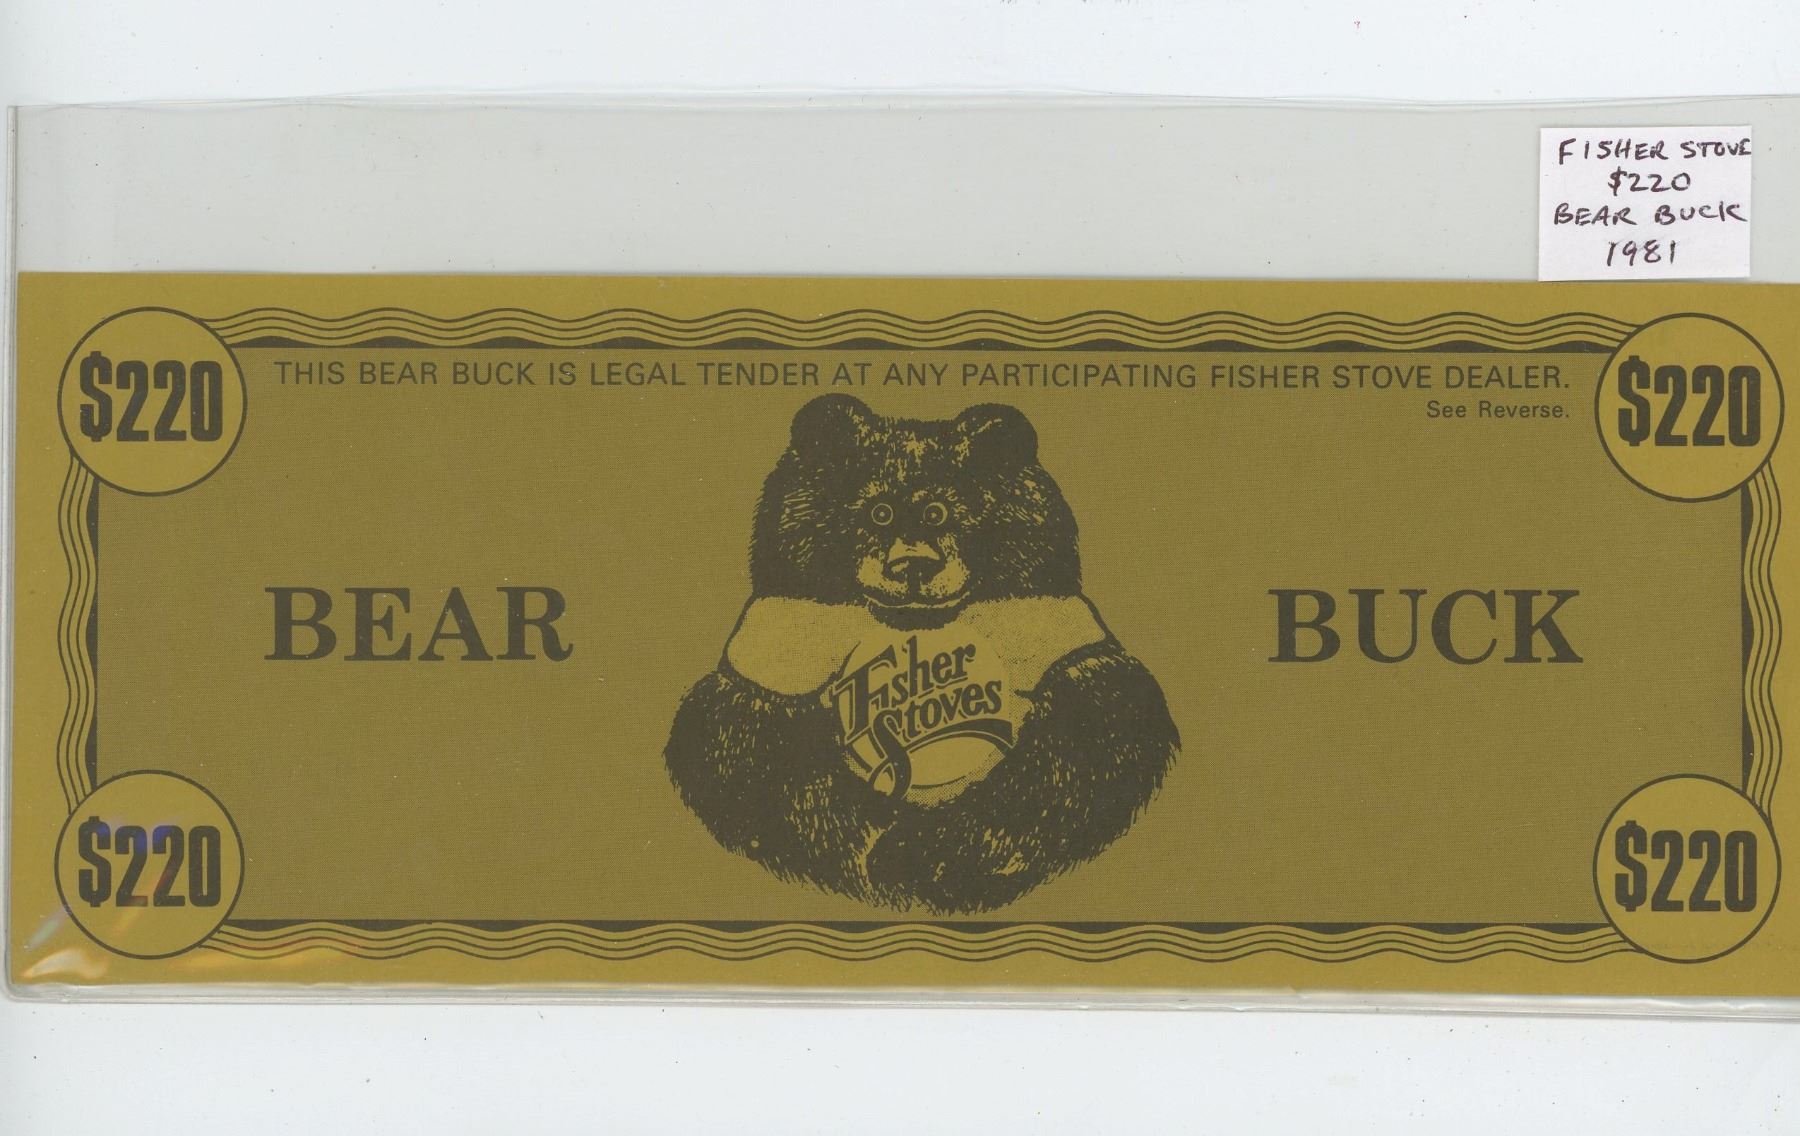 FISHER STOVE
$220
BEAR BUCK
1981
$220
THIS BEAR BUCK IS LEGAL TENDER AT ANY PARTICIPATING FISHER STOVE DEALER.
See Reverse.
$220
BEAR
BUCK
Fisher
Stoves
$220
$220